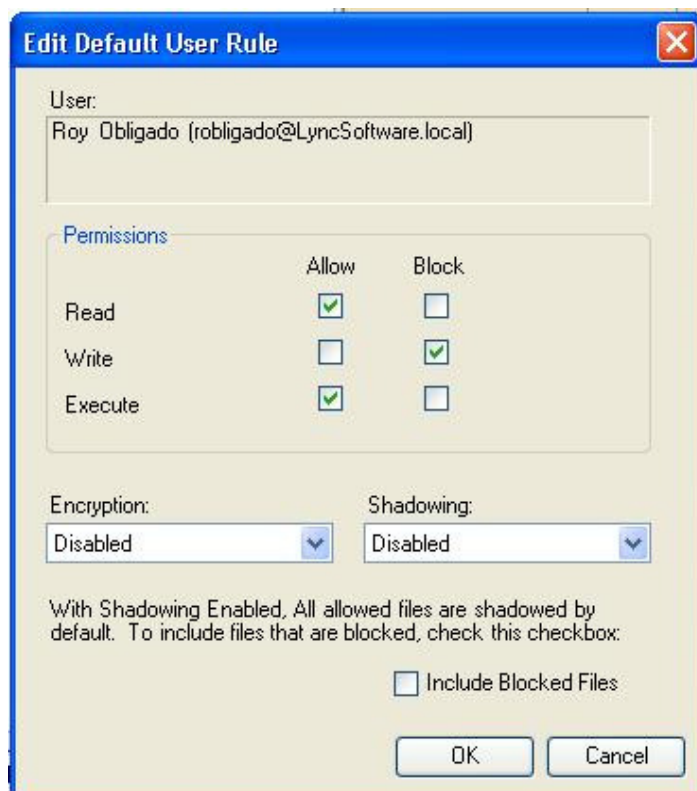 Edit Default User Rule
User:
Roy Obligado (robligado@LyncSoftware.local)
Permissions
Allow Block
Read
Write
Execute
Encryption: Shadowing:
Disabled Disabled
With Shadowing Enabled, All allowed files are shadowed by
default. To include files that are blocked, check this checkbox:
Include Blocked Files
OK Cancel